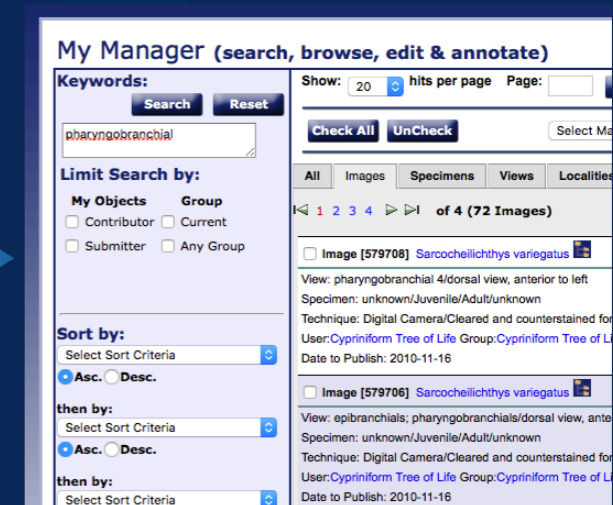 My Manager (search, browse, edit & annotate)
Keywords:
Search Reset
pharyngobranchial
Limit Search by:
My Objects Group
Contributor Current
Submitter Any Group
Sort by:
Select Sort Criteria
Asc. Desc.
then by:
Select Sort Criteria
Asc. Desc.
then by:
Select Sort Criteria
Show: 20 hits per page Page:
Check All UnCheck Select Ma
All Images Specimens Views Localities
1 2 3 4 of 4 (72 Images)
Image [579708] Sarcocheilichthys variegatus
View: pharyngobranchial 4/dorsal view, anterior to left
Specimen: unknown/Juvenile/Adult/unknown
Technique: Digital Camera/Cleared and counterstained for
User:Cypriniform Tree of Life Group:Cypriniform Tree of Li
Date to Publish: 2010-11-16
Image [579706] Sarcocheilichthys variegatus
View: epibranchials; pharyngobranchials/dorsal view, ante
Specimen: unknown/Juvenile/Adult/unknown
Technique: Digital Camera/Cleared and counterstained for
User:Cypriniform Tree of Life Group:Cypriniform Tree of Li
Date to Publish: 2010-11-16